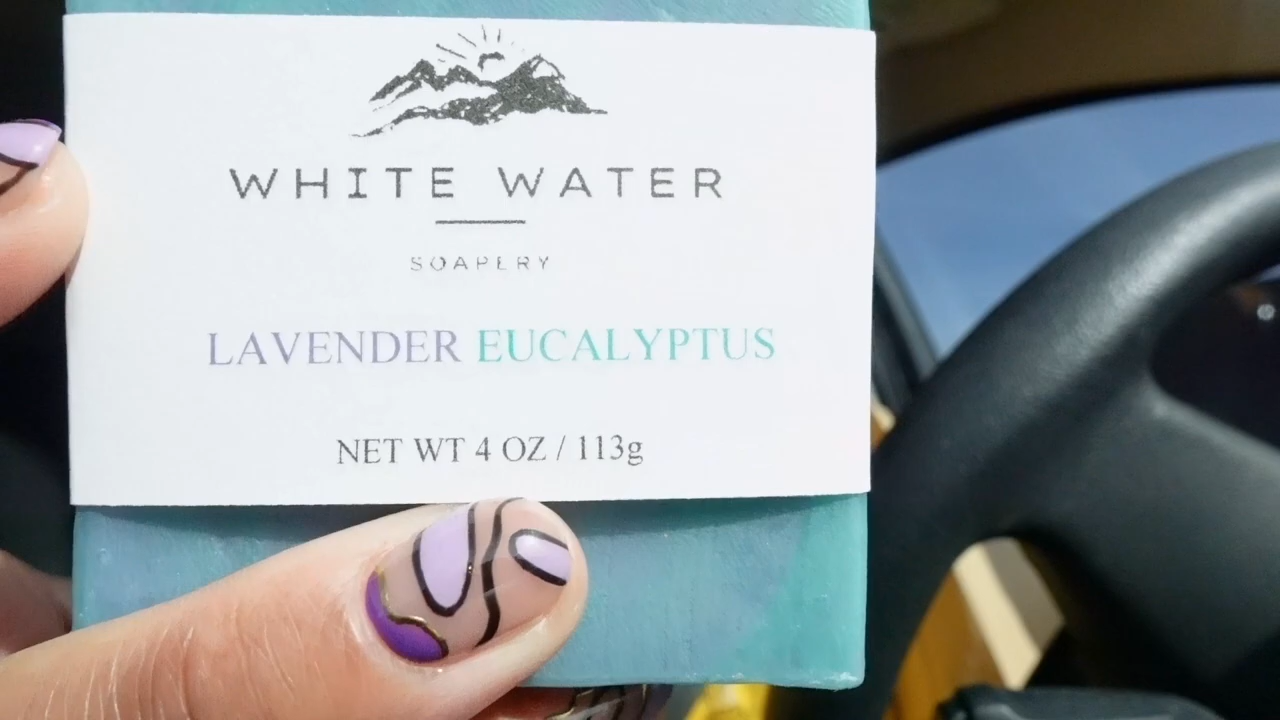 WHITE WATER
SOAPERY
LAVENDER EUCALYPTUS
NET WT 4 OZ / 113g